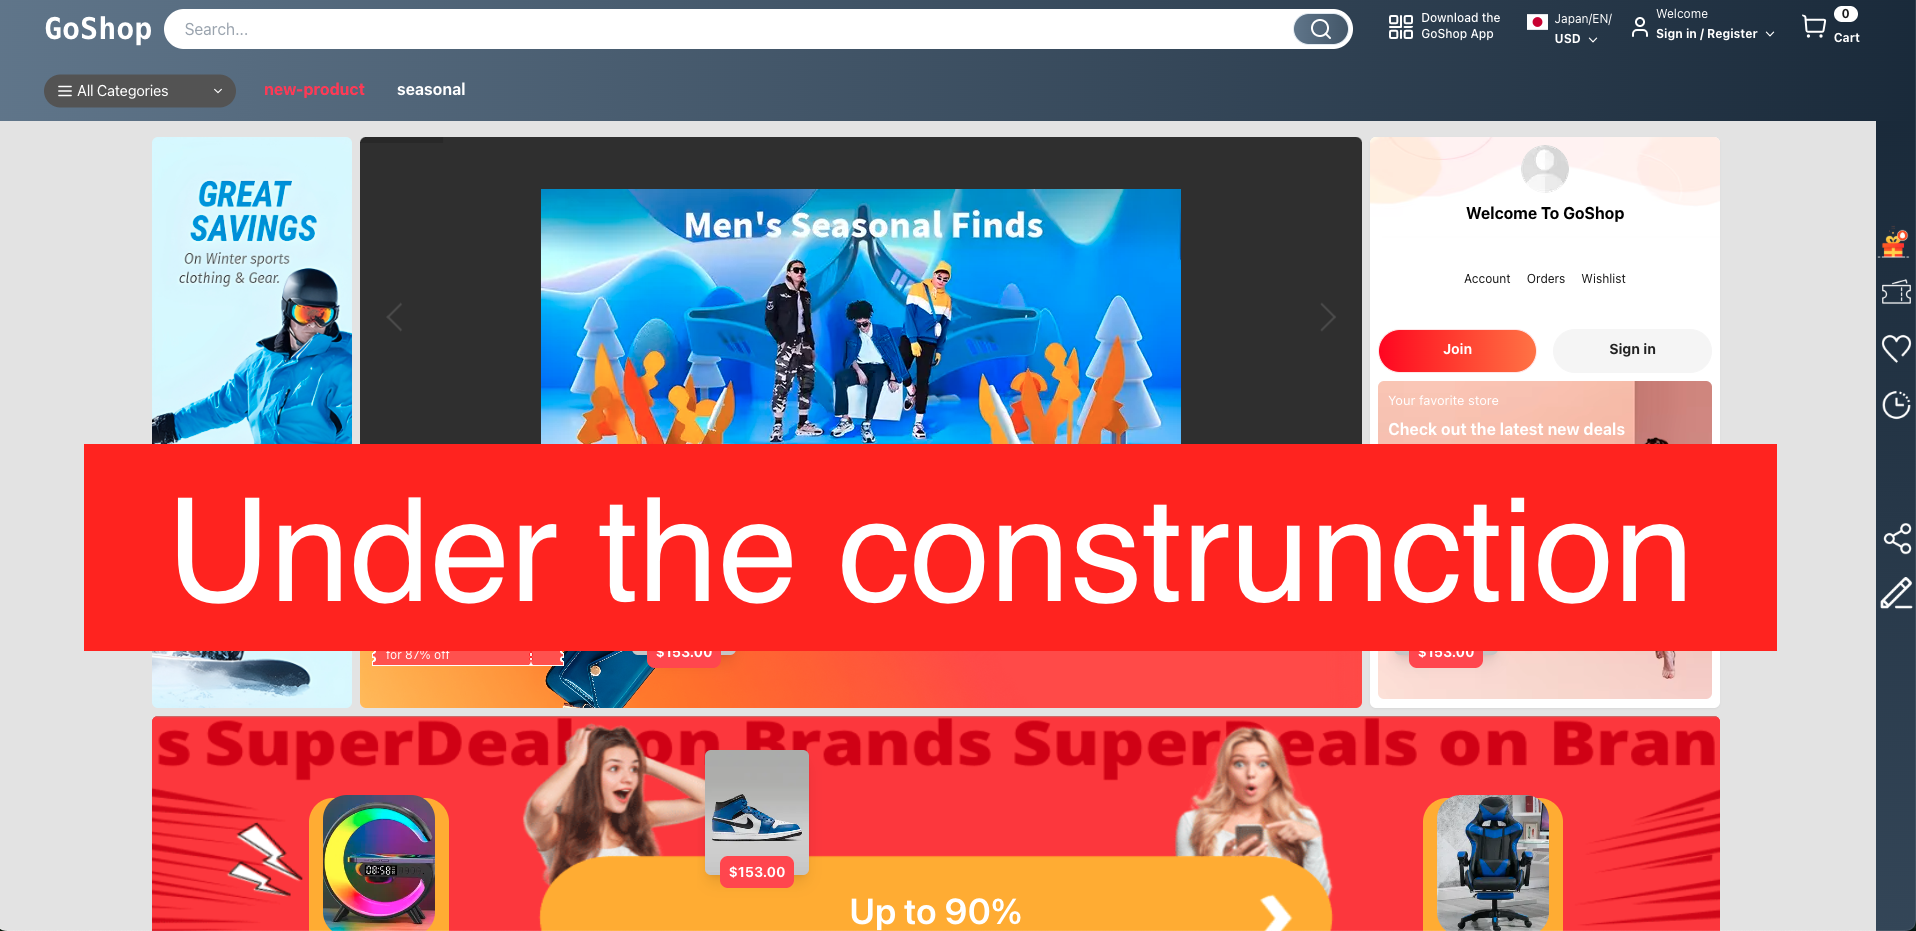 GoShop
Search...
Download the
GoShop App
Japan/EN/
USD
Welcome
Sign in / Register
0
Cart
All Categories
new-product
seasonal
GREAT
SAVINGS
On Winter sports
clothing & Gear.
Men's Seasonal Finds
Welcome To GoShop
Account Orders Wishlist
Join
Sign in
Your favorite store
Check out the latest new deals
Under the construnction
for 87% off
$153.00
$153.00
s SuperDeals on Brands SuperDeals on Bran
08:58
$153.00
Up to 90%